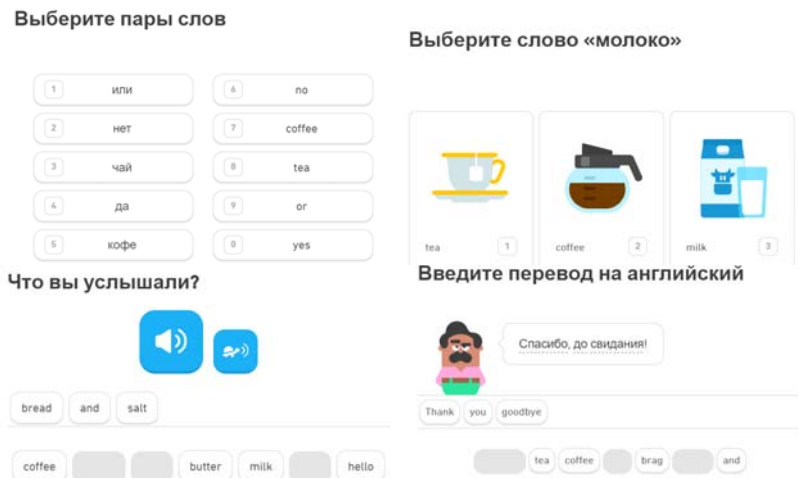 Выберите пары слов
1 или
6 no
2 нет
7 coffee
3 чай
8 tea
4 да
9 or
5 кофе
0 yes
Выберите слово «молоко»
tea 1 coffee 2 milk 3
Что вы услышали?
bread and salt
coffee butter milk hello
Введите перевод на английский
Спасибо, до свидания!
Thank you goodbye
tea coffee brag and